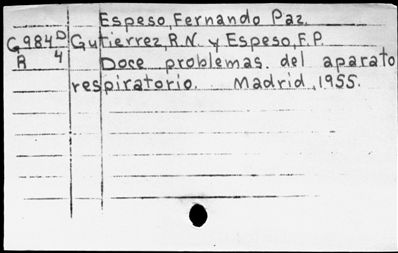 Espeso, Fernando Paz.
G984D Gutierrez, R.N. y Espeso, F.P.
R 4 Doce problemas. del aparato
respiratorio. Madrid, 1955.